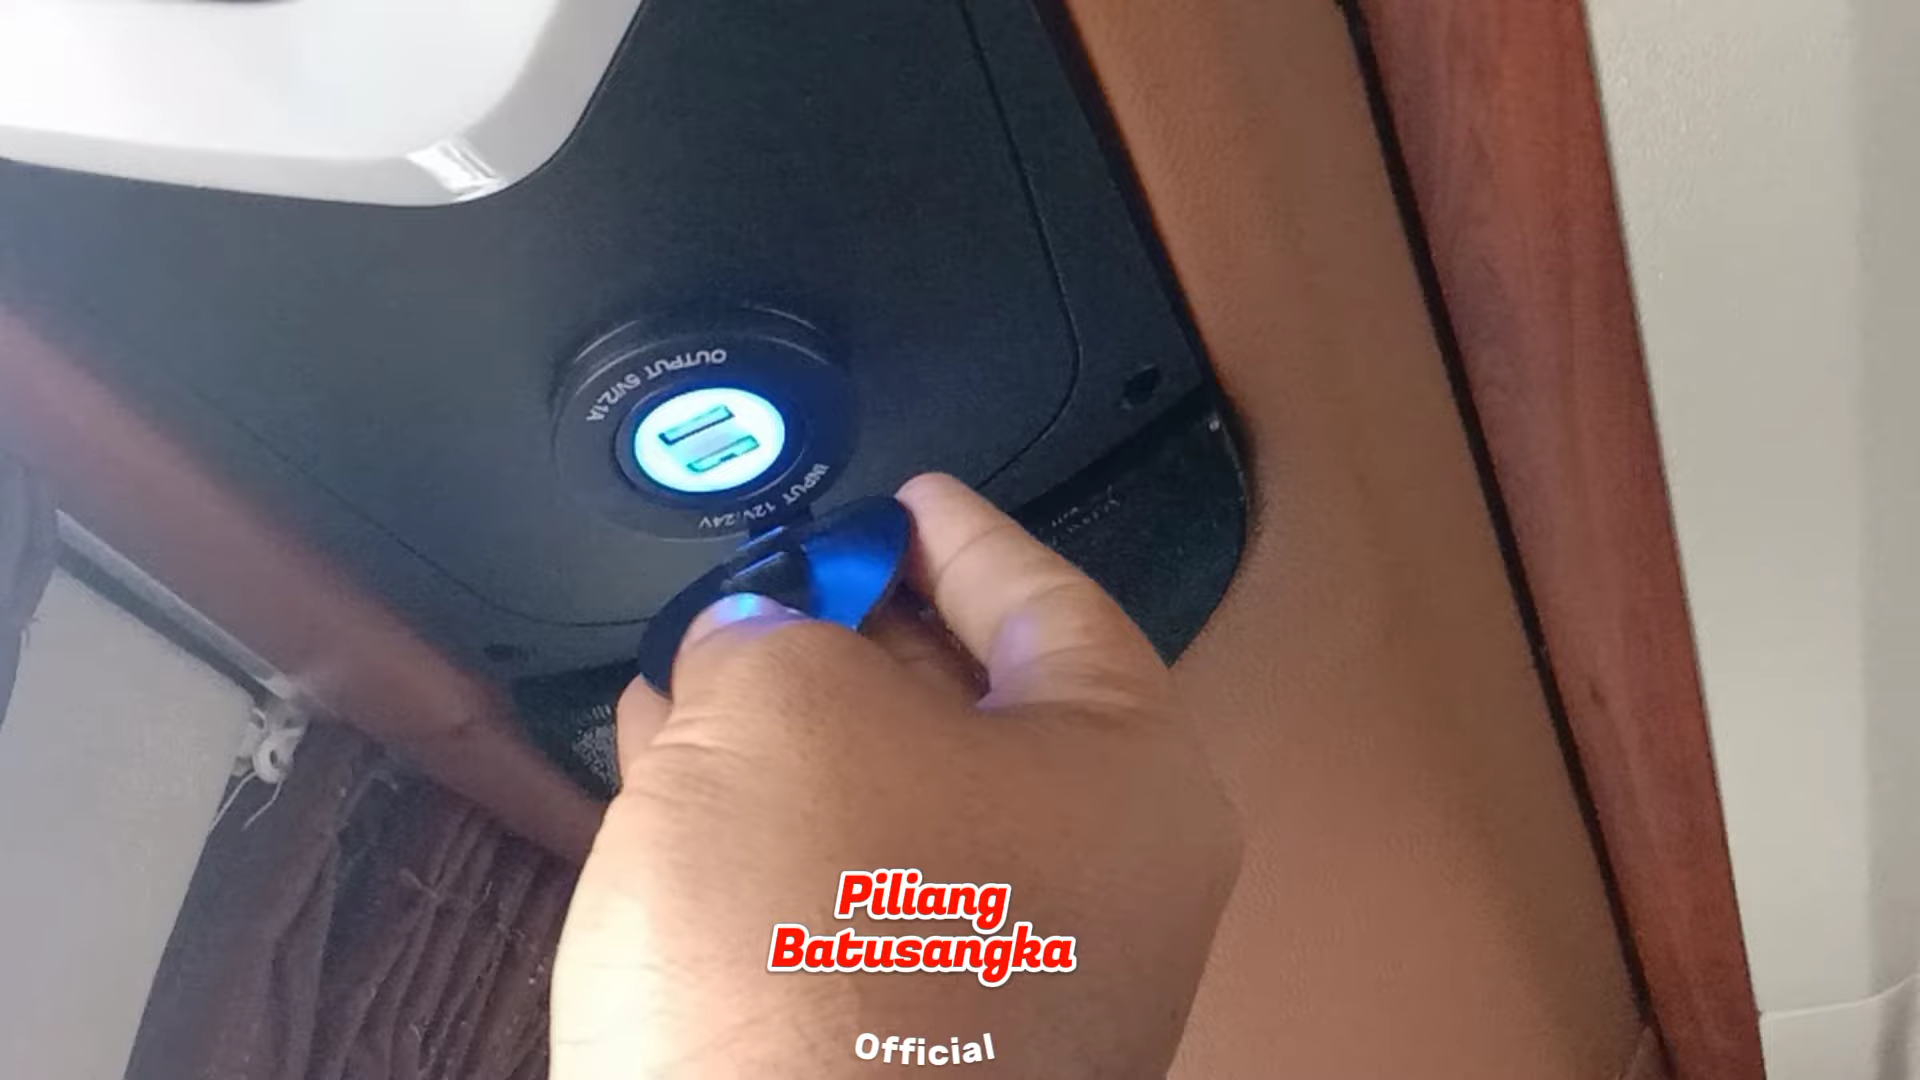 OUTPUT 5V/2.1A
INPUT 12V/24V
Piliang
Batusangka
Official